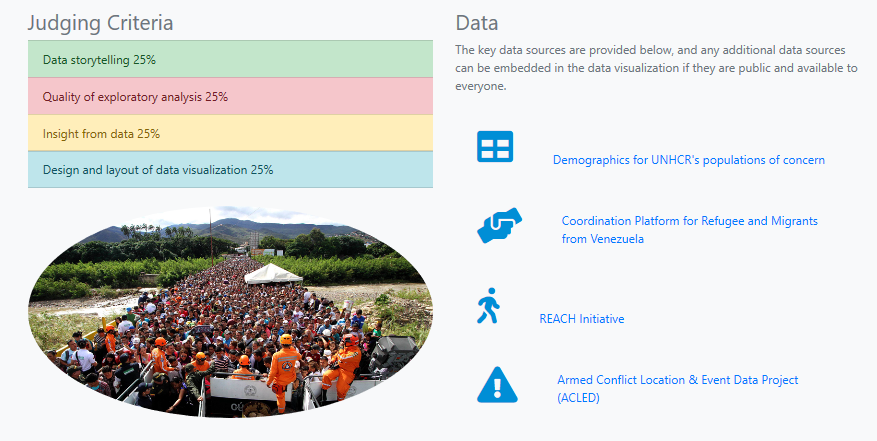 Judging Criteria
Data storytelling 25%
Quality of exploratory analysis 25%
Insight from data 25%
Design and layout of data visualization 25%
Data
The key data sources are provided below, and any additional data sources
can be embedded in the data visualization if they are public and available to
everyone.
Demographics for UNHCR's populations of concern
Coordination Platform for Refugee and Migrants
from Venezuela
REACH Initiative
Armed Conflict Location & Event Data Project
(ACLED)